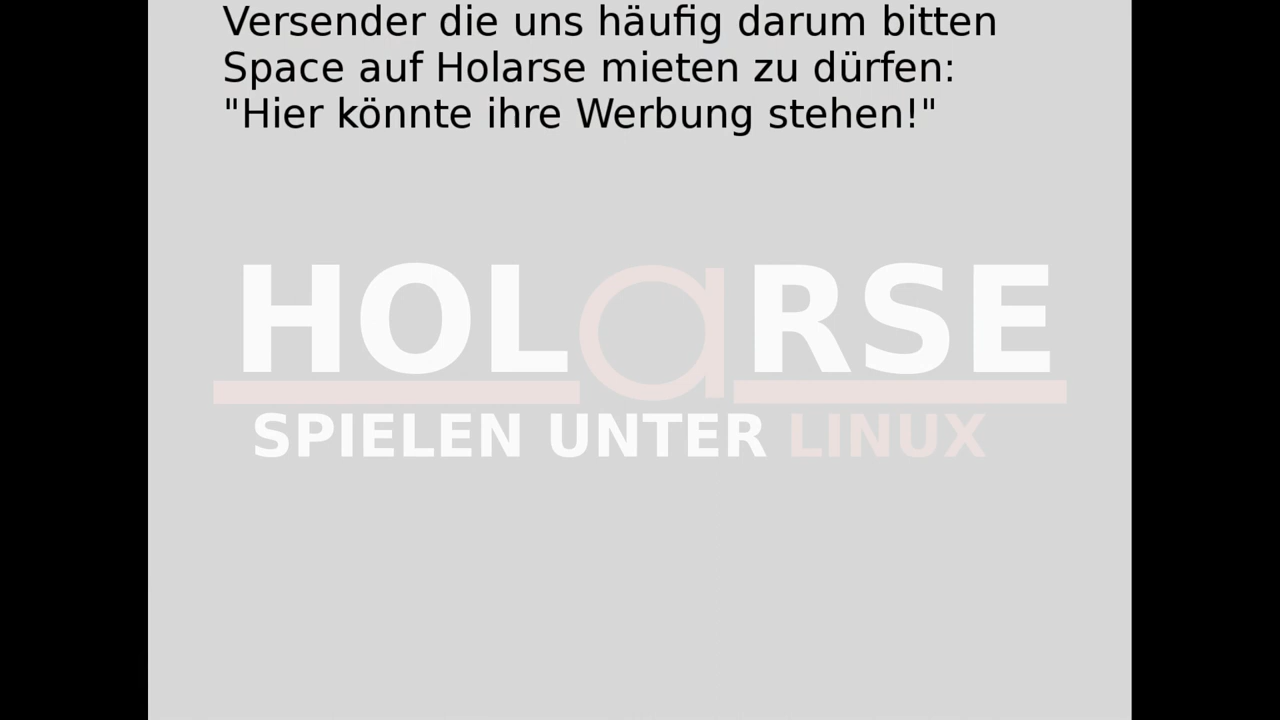 Versender die uns häufig darum bitten
Space auf Holarse mieten zu dürfen:
"Hier könnte ihre Werbung stehen!"
HOLaRSE
SPIELEN UNTER LINUX